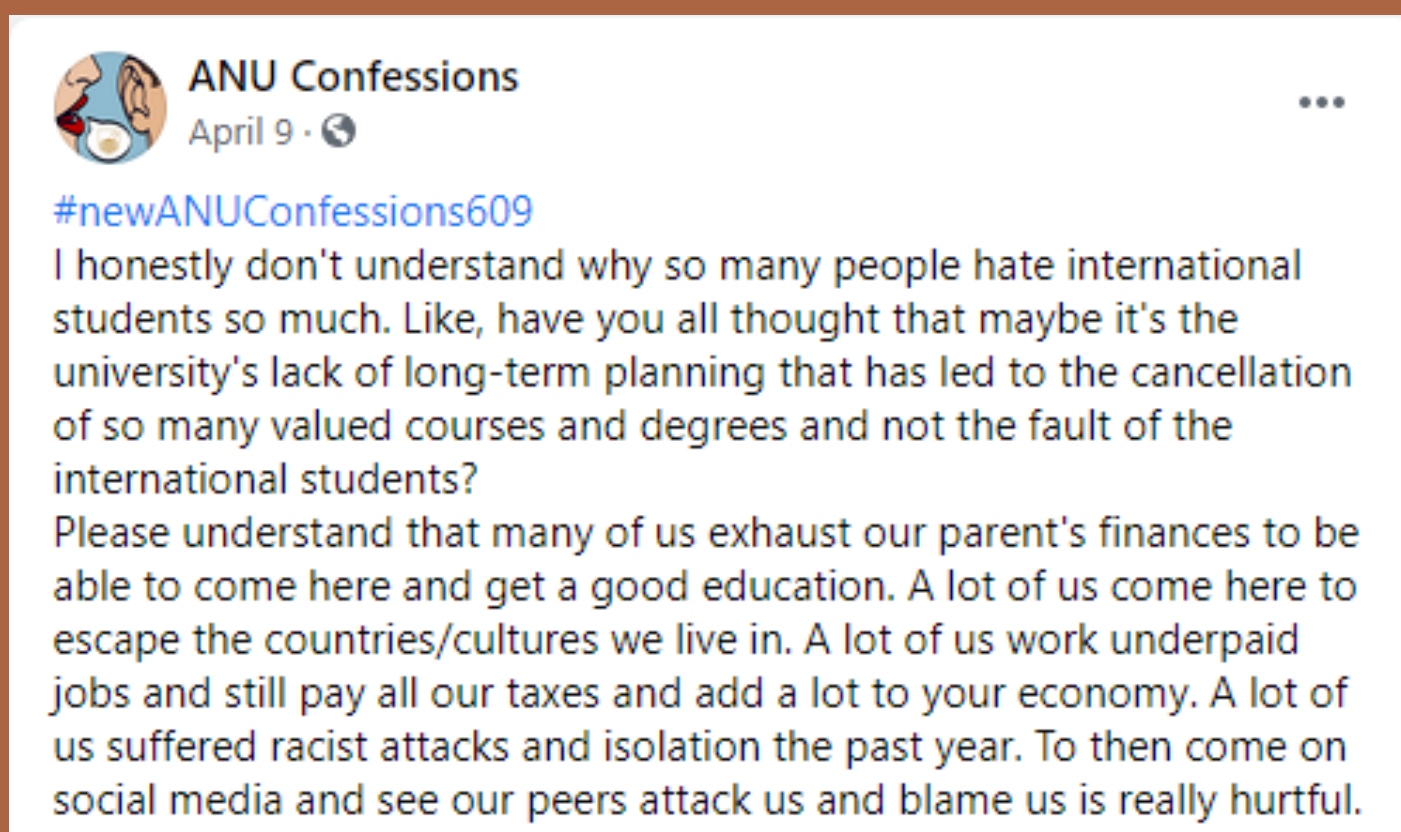 ANU Confessions
April 9 ·
#newANUConfessions609
I honestly don't understand why so many people hate international
students so much. Like, have you all thought that maybe it's the
university's lack of long-term planning that has led to the cancellation
of so many valued courses and degrees and not the fault of the
international students?
Please understand that many of us exhaust our parent's finances to be
able to come here and get a good education. A lot of us come here to
escape the countries/cultures we live in. A lot of us work underpaid
jobs and still pay all our taxes and add a lot to your economy. A lot of
us suffered racist attacks and isolation the past year. To then come on
social media and see our peers attack us and blame us is really hurtful.